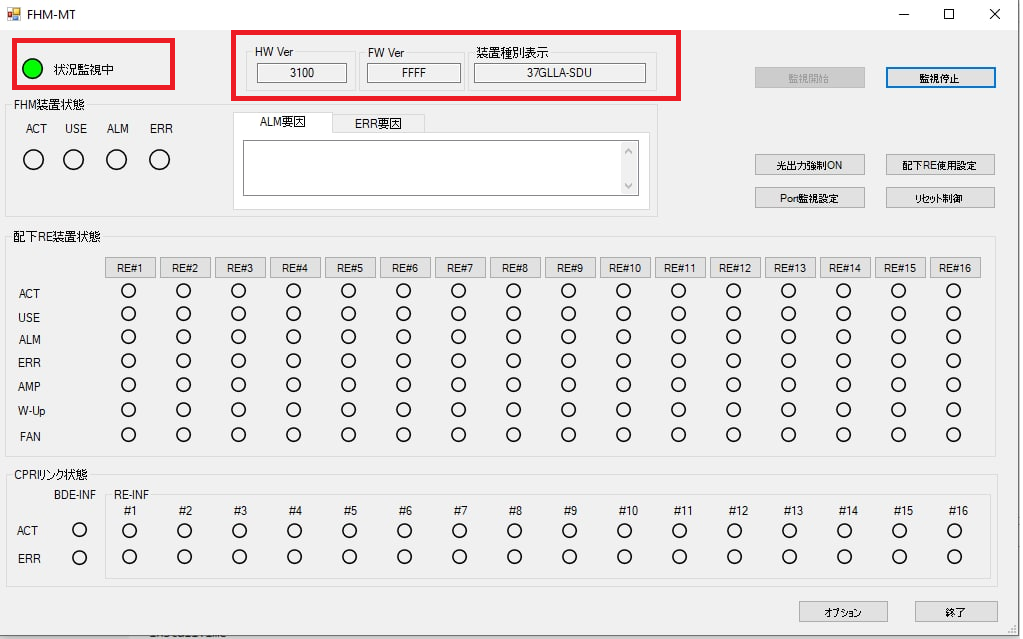 FHM-MT
状況監視中
HW Ver FW Ver 装置種別表示
3100 FFFF 37GLLA-SDU
監視開始 監視停止
FHM装置状態
ACT USE ALM ERR
ALM要因 ERR要因
光出力強制ON 配下RE使用設定
Port監視設定 リセット制御
配下RE装置状態
RE#1 RE#2 RE#3 RE#4 RE#5 RE#6 RE#7 RE#8 RE#9 RE#10 RE#11 RE#12 RE#13 RE#14 RE#15 RE#16
ACT
USE
ALM
ERR
AMP
W-Up
FAN
CPRIリンク状態
BDE-INF RE-INF
#1 #2 #3 #4 #5 #6 #7 #8 #9 #10 #11 #12 #13 #14 #15 #16
ACT
ERR
オプション 終了